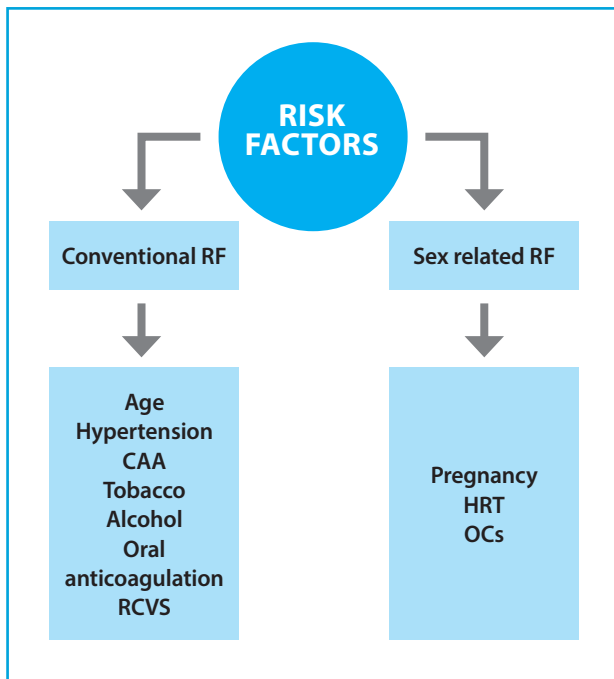 RISK
FACTORS
Conventional RF
Sex related RF
Age
Hypertension
CAA
Tobacco
Alcohol
Oral
anticoagulation
RCVS
Pregnancy
HRT
OCs